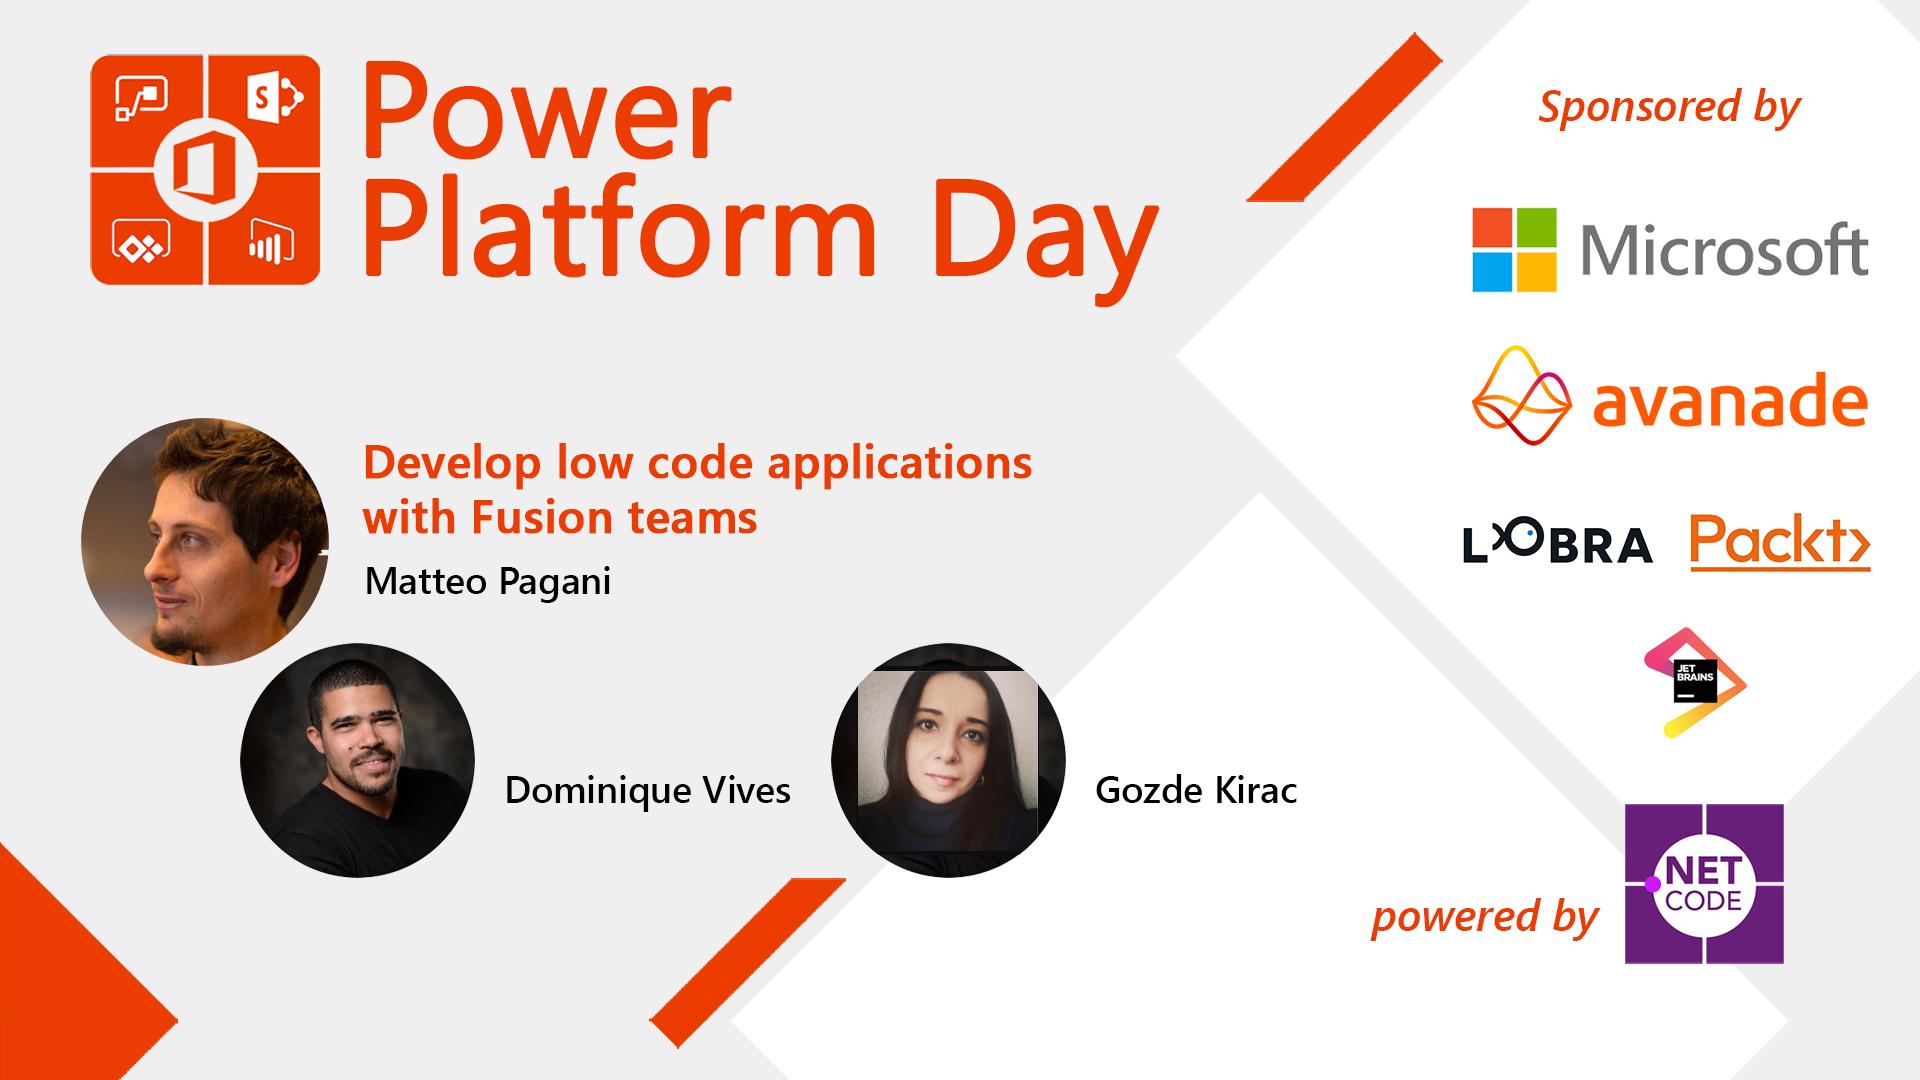 Power
Platform Day
S
Develop low code applications
with Fusion teams
Matteo Pagani
Dominique Vives
Gozde Kirac
Sponsored by
Microsoft
avanade
LOBRA
Packt>
JET
BRAINS
powered by
.NET
CODE